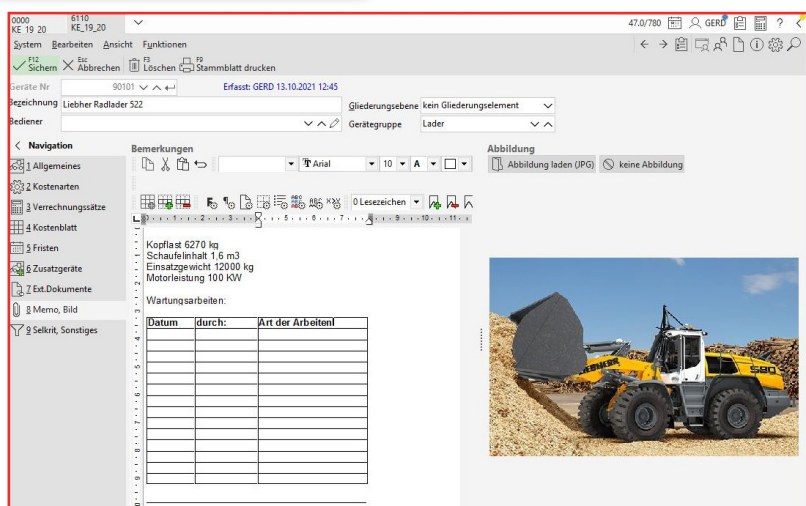 0000
KE 19 20
6110
KE_19_20
47.0/780
GERD
System Bearbeiten Ansicht Funktionen
F12 Sichern
Esc Abbrechen
F3 Löschen
F9 Stammblatt drucken
Geräte Nr 90101
Erfasst: GERD 13.10.2021 12:45
Bezeichnung Liebherr Radlader 522
Gliederungsebene kein Gliederungselement
Bediener
Gerätegruppe Lader
Navigation
1 Allgemeines
2 Kostenarten
3 Verrechnungssätze
4 Kostenblatt
5 Fristen
6 Zusatzgeräte
7 Ext.Dokumente
8 Memo, Bild
9 Selkrit, Sonstiges
Bemerkungen
Arial 10 A
0 Lesezeichen
Kopflast 6270 kg
Schaufelinhalt 1,6 m3
Einsatzgewicht 12000 kg
Motorleistung 100 KW
Wartungsarbeiten:
Datum durch: Art der Arbeitenl
Abbildung
Abbildung laden (JPG) keine Abbildung
LIEBHERR
580